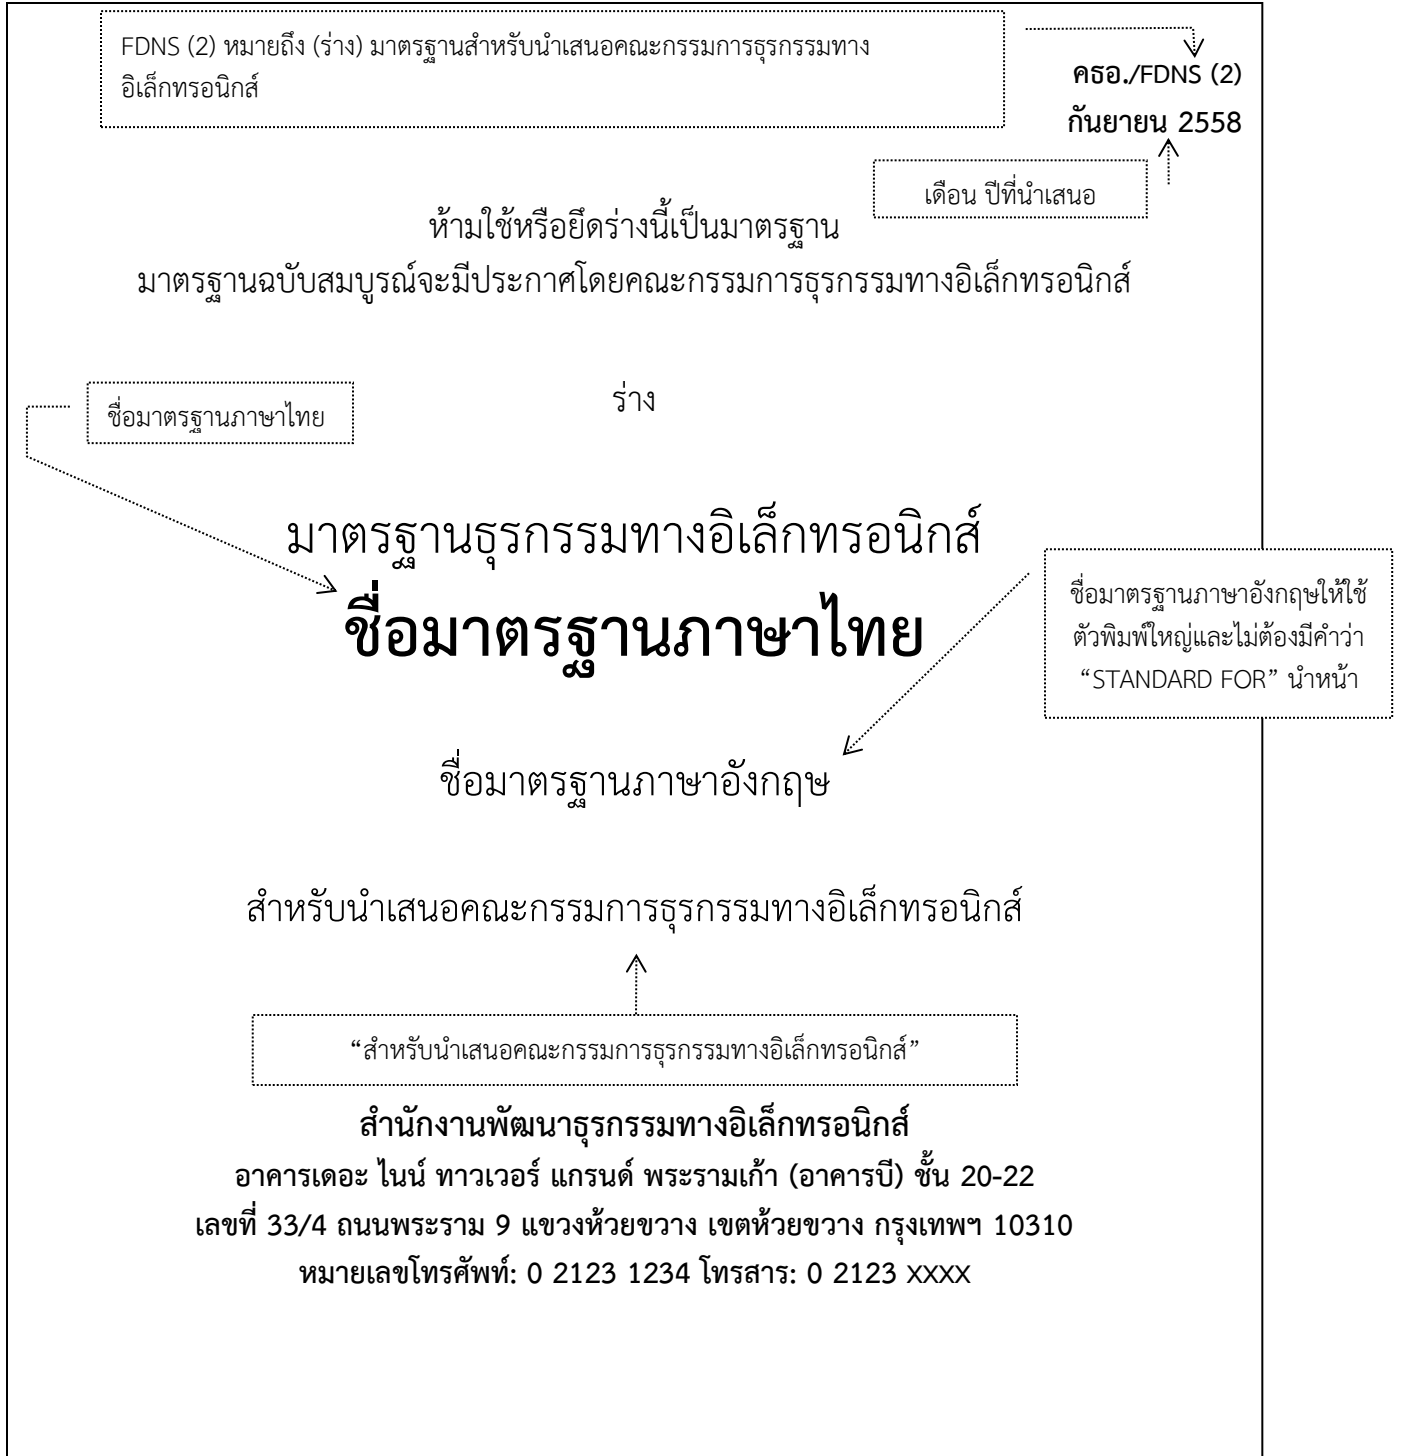 FDNS (2) หมายถึง (ร่าง) มาตรฐานสำหรับนำเสนอคณะกรรมการธุรกรรมทาง
อิเล็กทรอนิกส์
คธอ./FDNS (2)
กันยายน 2558
เดือน ปีที่นำเสนอ
ห้ามใช้หรือยึดร่างนี้เป็นมาตรฐาน
มาตรฐานฉบับสมบูรณ์จะมีประกาศโดยคณะกรรมการธุรกรรมทางอิเล็กทรอนิกส์
ร่าง
ชื่อมาตรฐานภาษาไทย
มาตรฐานธุรกรรมทางอิเล็กทรอนิกส์
ชื่อมาตรฐานภาษาไทย
ชื่อมาตรฐานภาษาอังกฤษให้ใช้
ตัวพิมพ์ใหญ่และไม่ต้องมีคำว่า
“STANDARD FOR” นำหน้า
ชื่อมาตรฐานภาษาอังกฤษ
สำหรับนำเสนอคณะกรรมการธุรกรรมทางอิเล็กทรอนิกส์
“สำหรับนำเสนอคณะกรรมการธุรกรรมทางอิเล็กทรอนิกส์”
สำนักงานพัฒนาธุรกรรมทางอิเล็กทรอนิกส์
อาคารเดอะ ไนน์ ทาวเวอร์ แกรนด์ พระรามเก้า (อาคารบี) ชั้น 20-22
เลขที่ 33/4 ถนนพระราม 9 แขวงห้วยขวาง เขตห้วยขวาง กรุงเทพฯ 10310
หมายเลขโทรศัพท์: 0 2123 1234 โทรสาร: 0 2123 XXXX